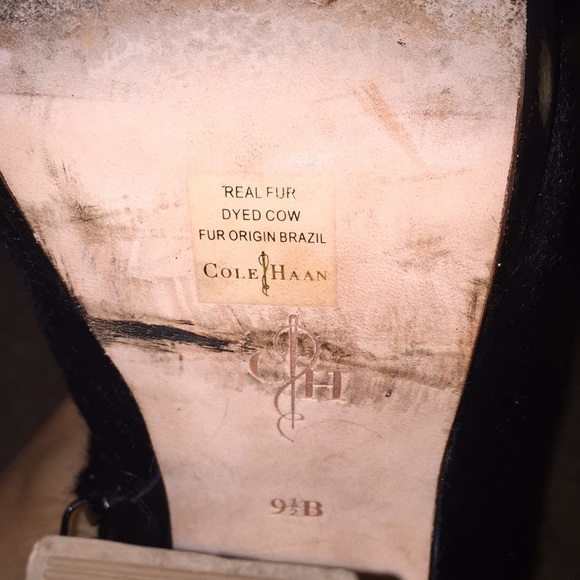 REAL FUR
DYED COW
FUR ORIGIN BRAZIL
COLE HAAN
CH
9½B